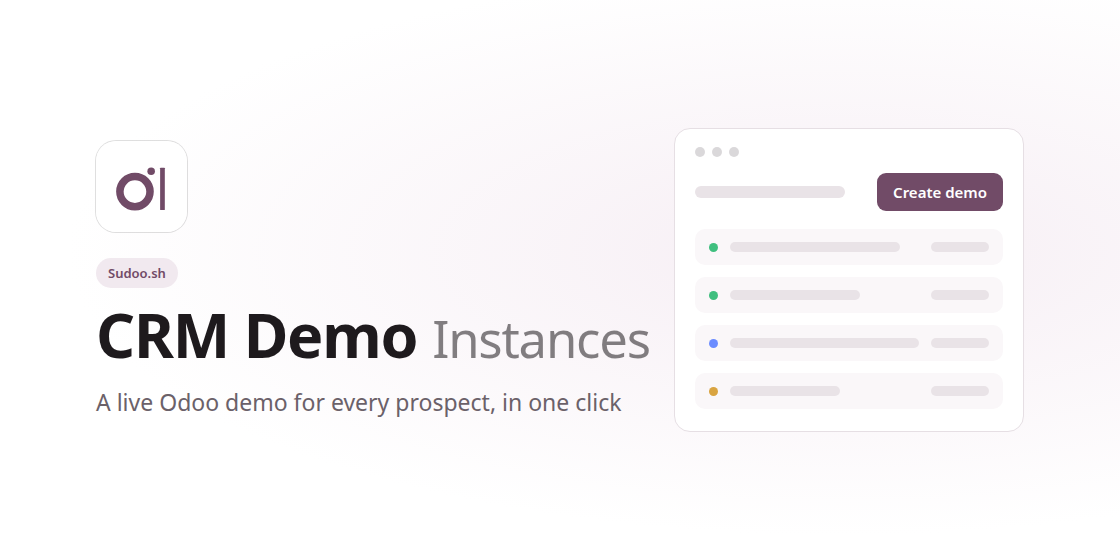 Sudoo.sh
CRM Demo Instances
A live Odoo demo for every prospect, in one click
Create demo